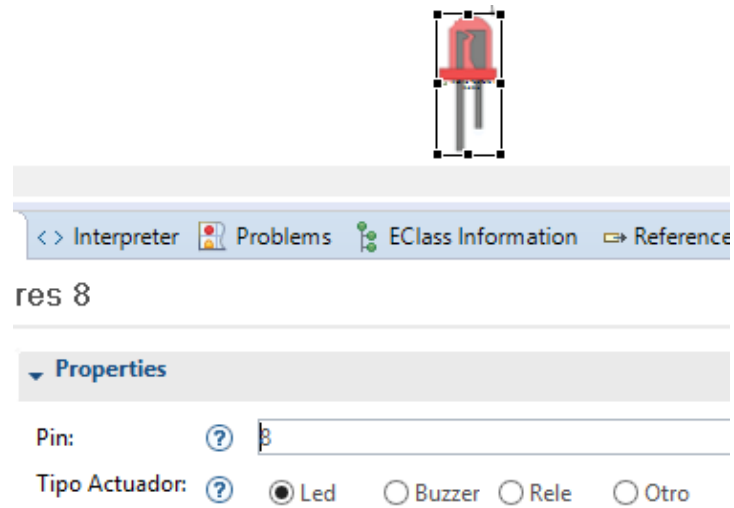 Interpreter Problems EClass Information Reference
res 8
Properties
Pin: ? 8
Tipo Actuador: ? Led Buzzer Rele Otro